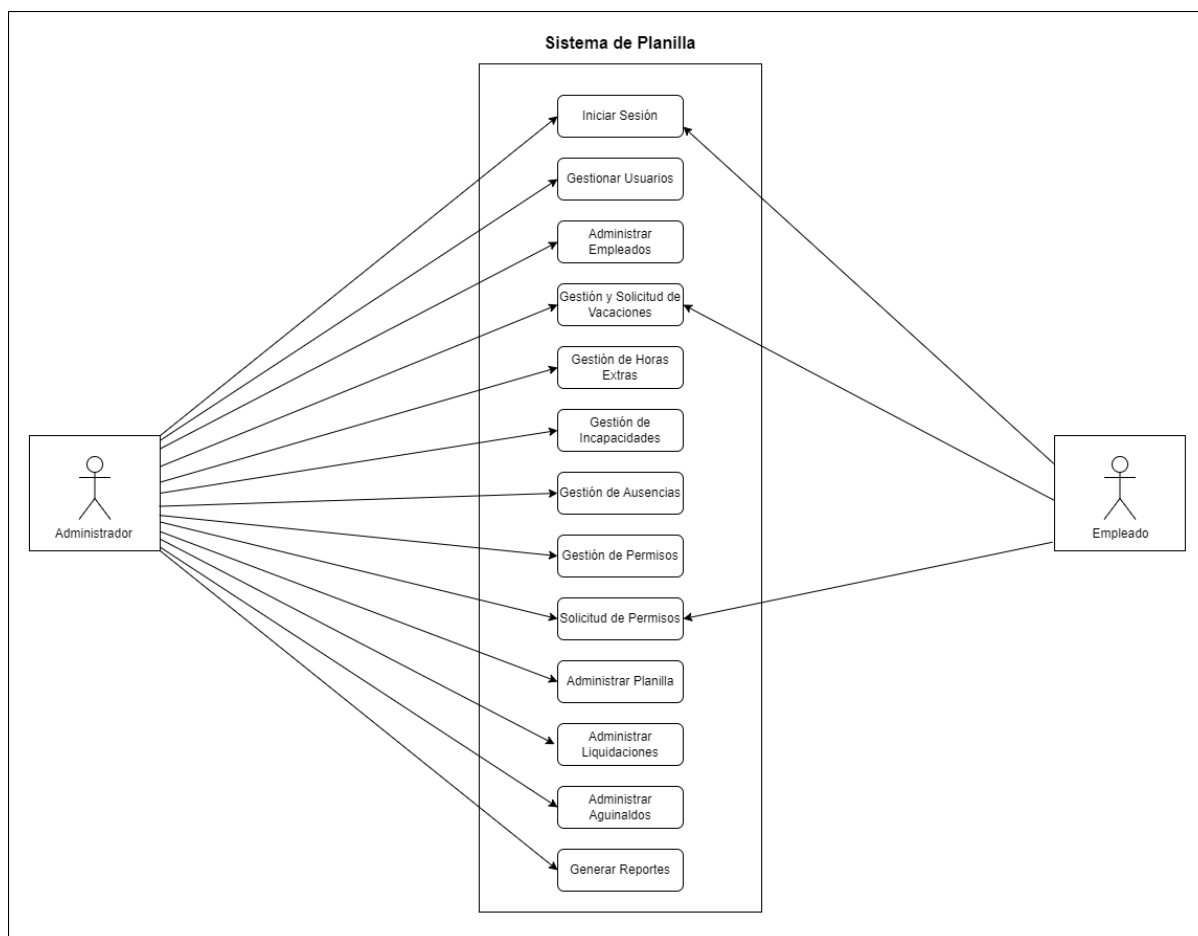 Sistema de Planilla
Iniciar Sesión
Gestionar Usuarios
Administrar
Empleados
Gestión y Solicitud de
Vacaciones
Gestión de Horas
Extras
Gestión de
Incapacidades
Administrador
Gestión de Ausencias
Empleado
Gestión de Permisos
Solicitud de Permisos
Administrar Planilla
Administrar
Liquidaciones
Administrar
Aguinaldos
Generar Reportes